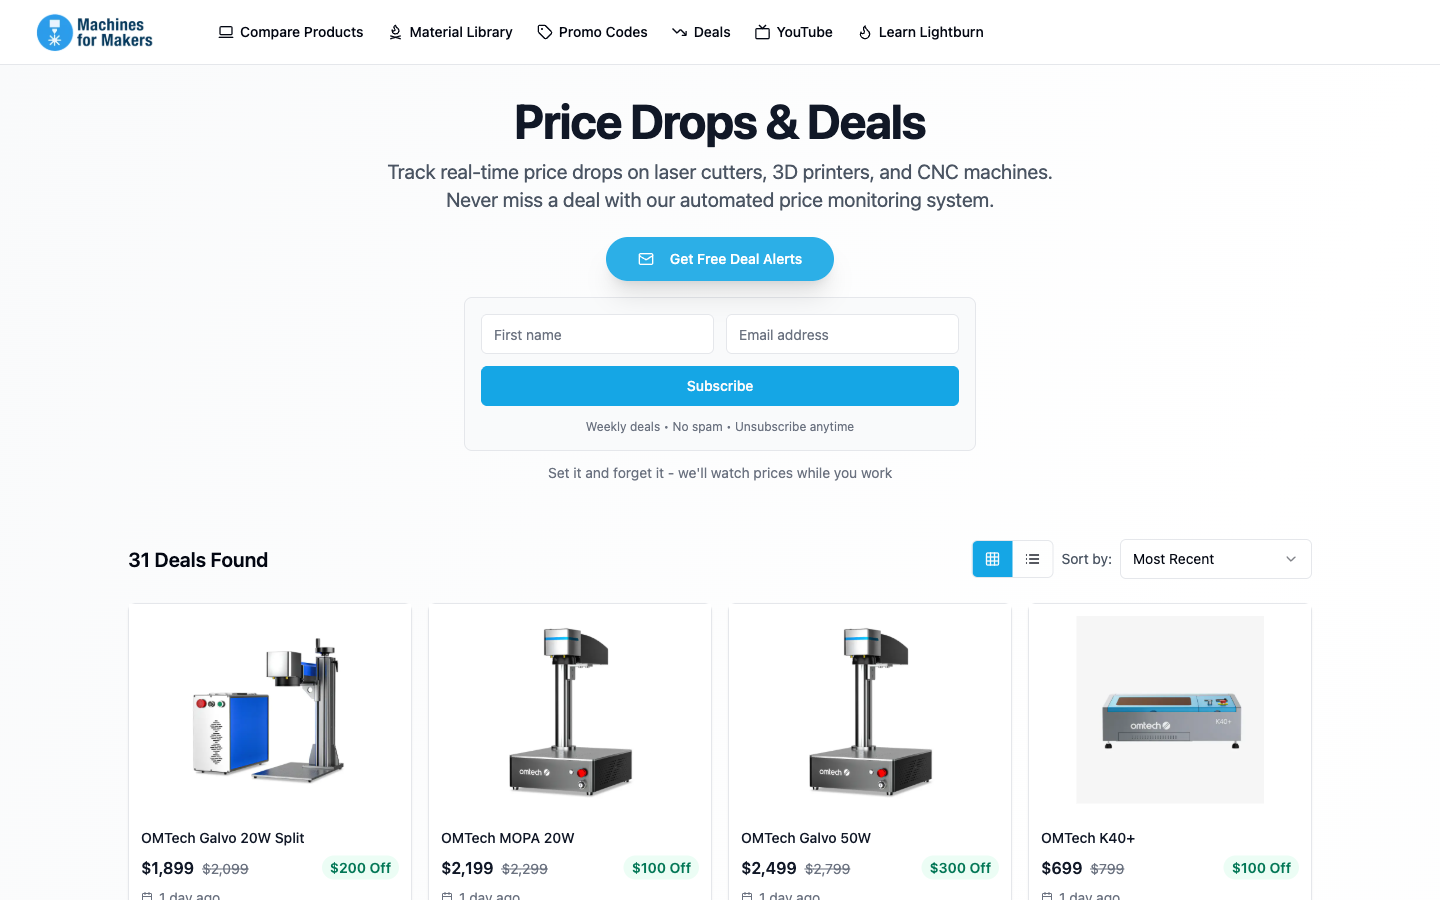 Machines
for Makers
Compare Products
Material Library
Promo Codes
Deals
YouTube
Learn Lightburn
Price Drops & Deals
Track real-time price drops on laser cutters, 3D printers, and CNC machines.
Never miss a deal with our automated price monitoring system.
Get Free Deal Alerts
First name
Email address
Subscribe
Weekly deals • No spam • Unsubscribe anytime
Set it and forget it - we'll watch prices while you work
31 Deals Found
Sort by:
Most Recent
omtech
omtech
omtech
K40+
OMTech Galvo 20W Split
$1,899 $2,099 $200 Off
1 day ago
OMTech MOPA 20W
$2,199 $2,299 $100 Off
1 day ago
OMTech Galvo 50W
$2,499 $2,799 $300 Off
1 day ago
OMTech K40+
$699 $799 $100 Off
1 day ago